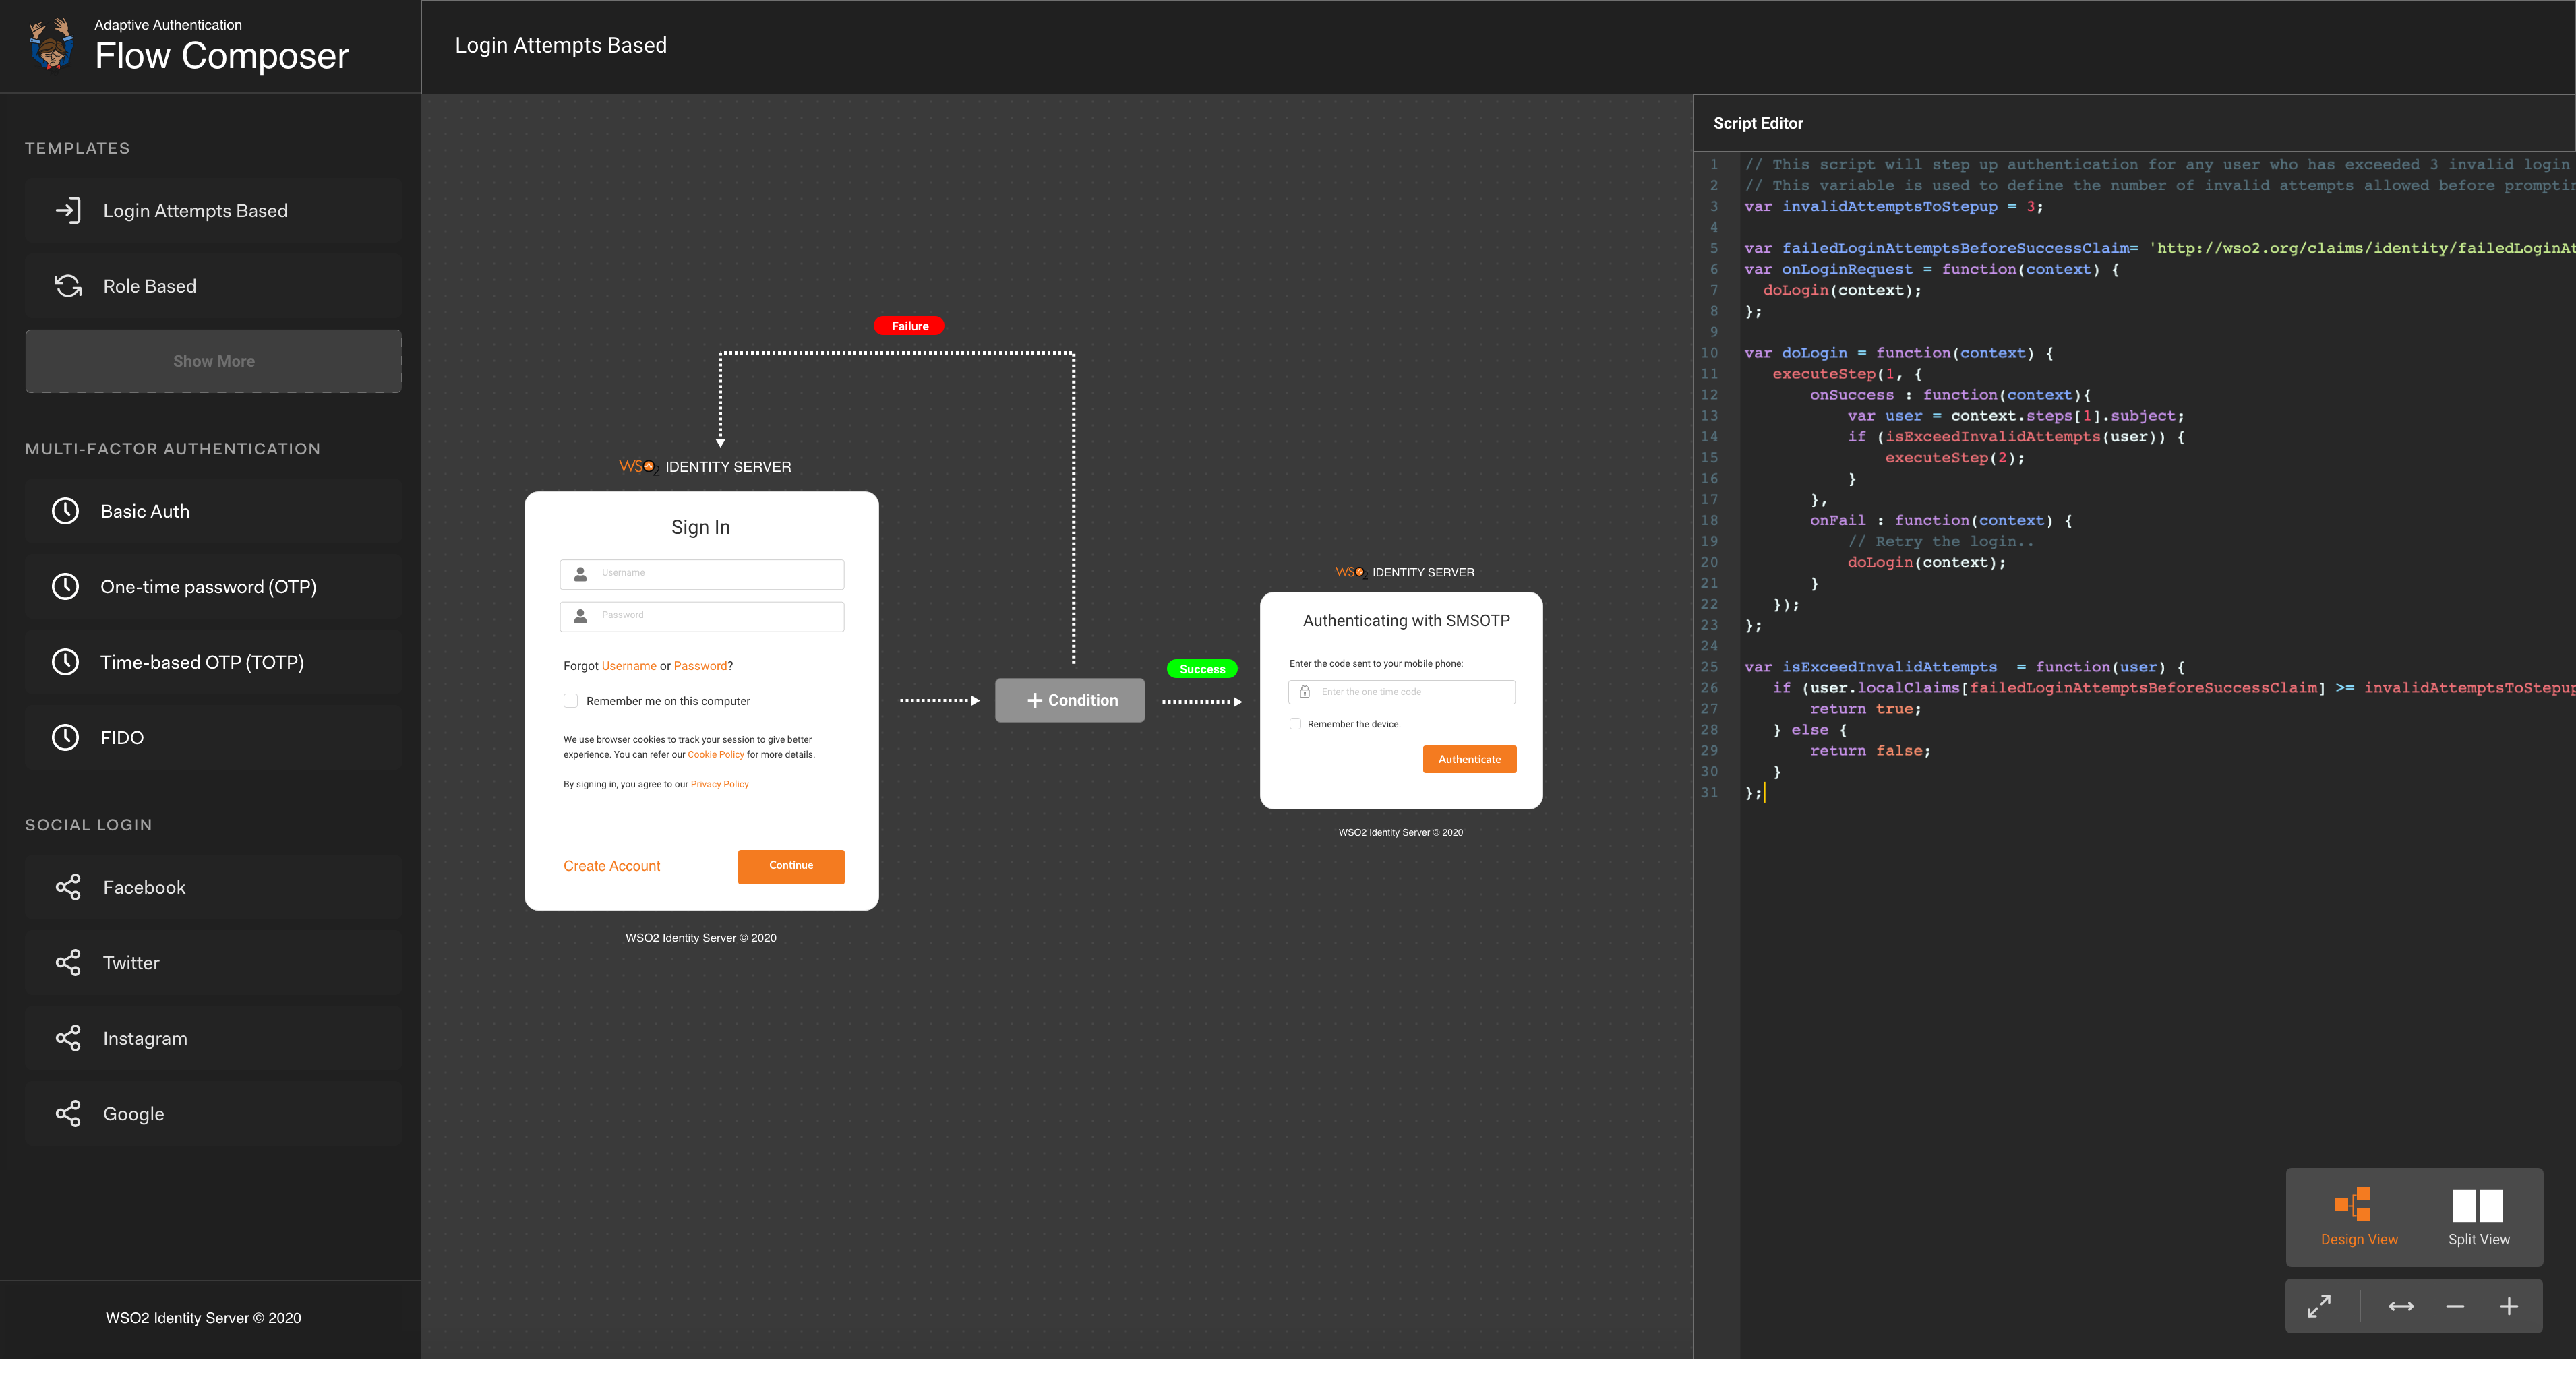 Adaptive Authentication
Flow Composer
TEMPLATES
Login Attempts Based
Role Based
Show More
MULTI-FACTOR AUTHENTICATION
Basic Auth
One-time password (OTP)
Time-based OTP (TOTP)
FIDO
SOCIAL LOGIN
Facebook
Twitter
Instagram
Google
WSO2 Identity Server © 2020
Login Attempts Based
Failure
WSO2 IDENTITY SERVER
Sign In
Username
Password
Forgot Username or Password?
Remember me on this computer
We use browser cookies to track your session to give better
experience. You can refer our Cookie Policy for more details.
By signing in, you agree to our Privacy Policy
Create Account
Continue
WSO2 Identity Server © 2020
+ Condition
Success
WSO2 IDENTITY SERVER
Authenticating with SMSOTP
Enter the code sent to your mobile phone:
Enter the one time code
Remember the device.
Authenticate
WSO2 Identity Server © 2020
Script Editor
1 // This script will step up authentication for any user who has exceeded 3 invalid login
2 // This variable is used to define the number of invalid attempts allowed before promptin
3 var invalidAttemptsToStepup = 3;
4
5 var failedLoginAttemptsBeforeSuccessClaim= 'http://wso2.org/claims/identity/failedLoginAt
6 var onLoginRequest = function(context) {
7 doLogin(context);
8 };
9
10 var doLogin = function(context) {
11 executeStep(1, {
12 onSuccess : function(context){
13 var user = context.steps[1].subject;
14 if (isExceedInvalidAttempts(user)) {
15 executeStep(2);
16 }
17 },
18 onFail : function(context) {
19 // Retry the login..
20 doLogin(context);
21 }
22 });
23 };
24
25 var isExceedInvalidAttempts = function(user) {
26 if (user.localClaims[failedLoginAttemptsBeforeSuccessClaim] >= invalidAttemptsToStepup
27 return true;
28 } else {
29 return false;
30 }
31 };
Design View
Split View